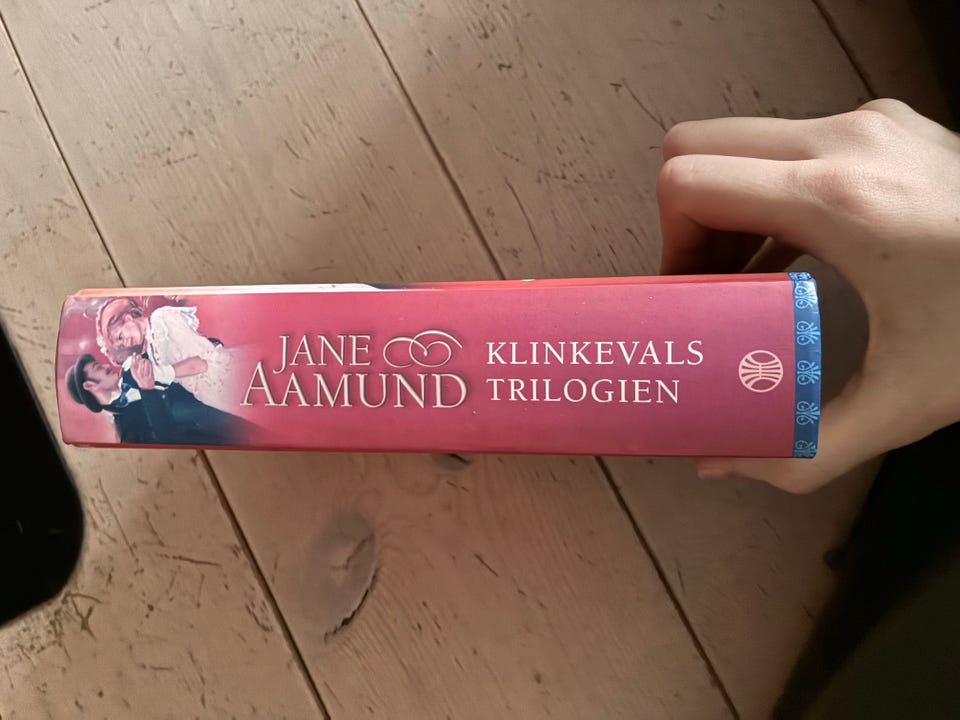 JANE
AAMUND
KLINKEVALS
TRILOGIEN